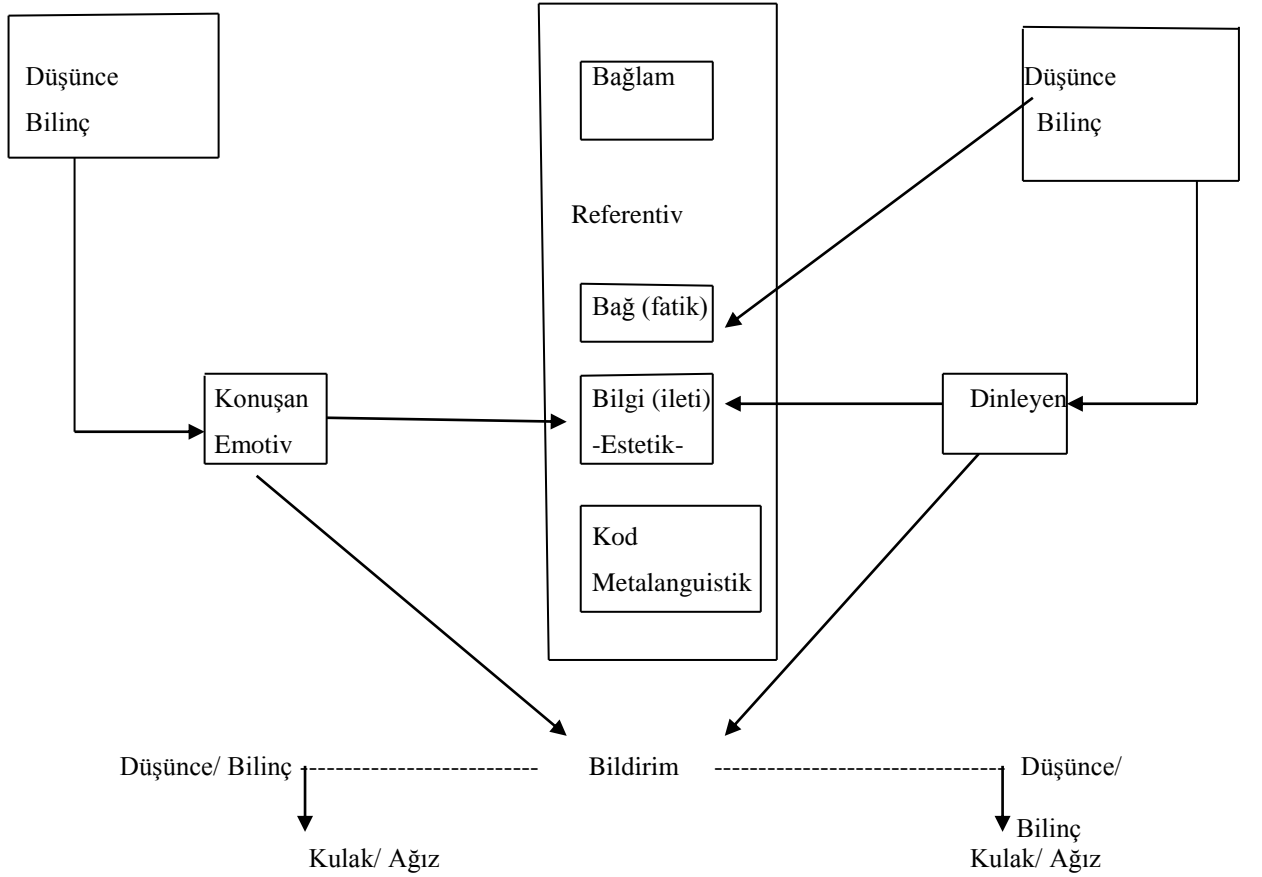 Düşünce
Bilinç
Bağlam
Düşünce
Bilinç
Referentiv
Bağ (fatik)
Konuşan
Emotiv
Bilgi (ileti)
-Estetik-
Dinleyen
Kod
Metalanguistik
Düşünce/ Bilinç
Bildirim
Düşünce/
Bilinç
Kulak/ Ağız
Kulak/ Ağız